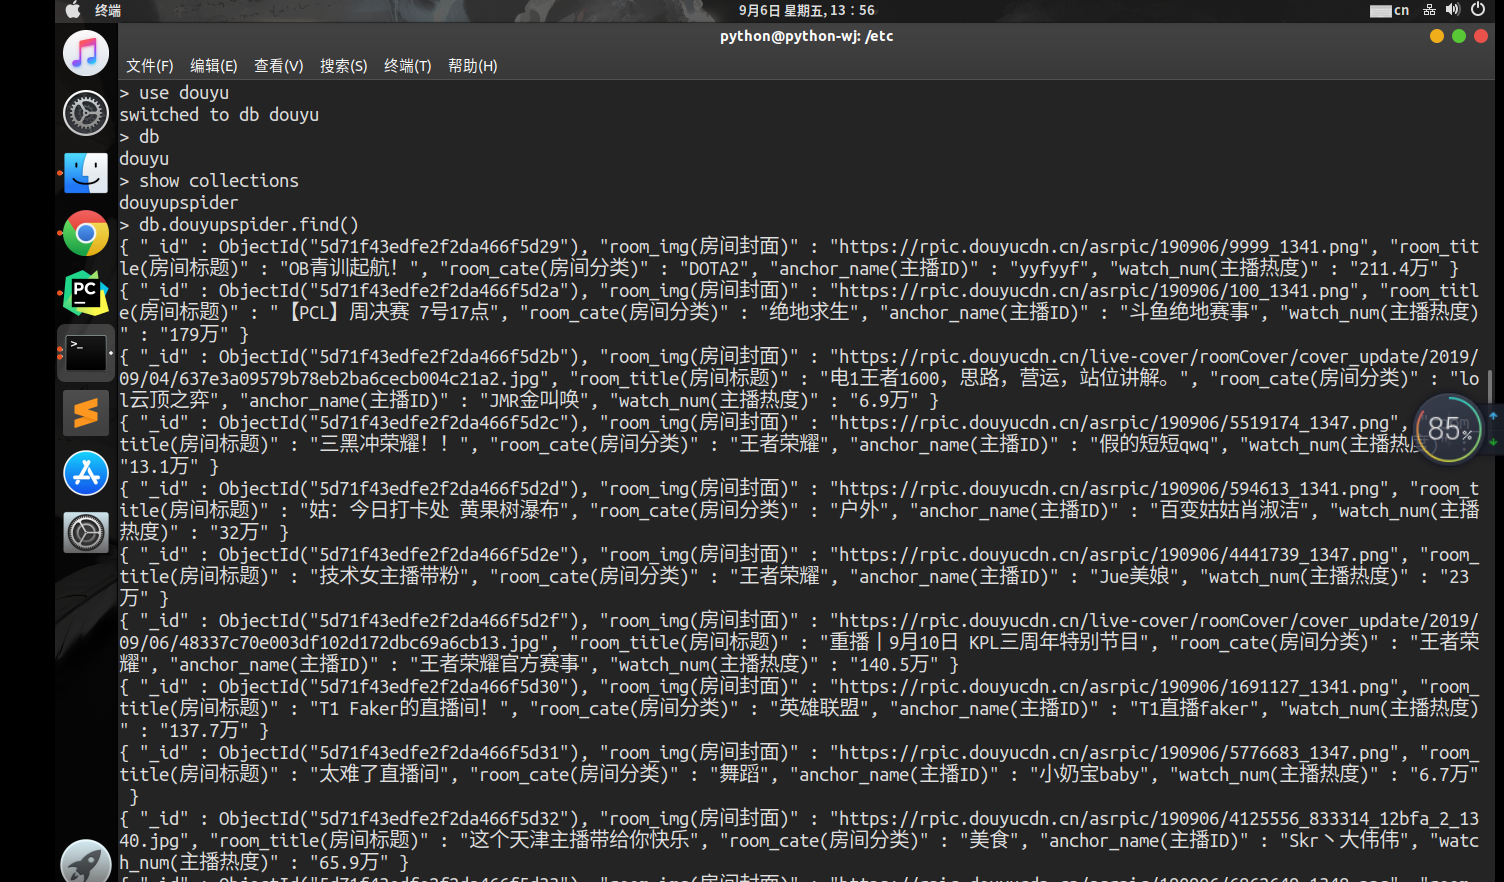 终端
9月6日 星期五, 13：56
cn
python@python-wj: /etc
文件(F) 编辑(E) 查看(V) 搜索(S) 终端(T) 帮助(H)
> use douyu
switched to db douyu
> db
douyu
> show collections
douyupspider
> db.douyupspider.find()
{ "_id" : ObjectId("5d71f43edfe2f2da466f5d29"), "room_img(房间封面)" : "https://rpic.douyucdn.cn/asrpic/190906/9999_1341.png", "room_tit
le(房间标题)" : "OB青训起航！", "room_cate(房间分类)" : "DOTA2", "anchor_name(主播ID)" : "yyfyyf", "watch_num(主播热度)" : "211.4万" }
{ "_id" : ObjectId("5d71f43edfe2f2da466f5d2a"), "room_img(房间封面)" : "https://rpic.douyucdn.cn/asrpic/190906/100_1341.png", "room_titl
e(房间标题)" : "【PCL】周决赛 7号17点", "room_cate(房间分类)" : "绝地求生", "anchor_name(主播ID)" : "斗鱼绝地赛事", "watch_num(主播热度)
" : "179万" }
{ "_id" : ObjectId("5d71f43edfe2f2da466f5d2b"), "room_img(房间封面)" : "https://rpic.douyucdn.cn/live-cover/roomCover/cover_update/2019/
09/04/637e3a09579b78eb2ba6cecb004c21a2.jpg", "room_title(房间标题)" : "电1王者1600，思路，营运，站位讲解。", "room_cate(房间分类)" : "lo
l云顶之弈", "anchor_name(主播ID)" : "JMR金叫唤", "watch_num(主播热度)" : "6.9万" }
{ "_id" : ObjectId("5d71f43edfe2f2da466f5d2c"), "room_img(房间封面)" : "https://rpic.douyucdn.cn/asrpic/190906/5519174_1347.png",
title(房间标题)" : "三黑冲荣耀！！", "room_cate(房间分类)" : "王者荣耀", "anchor_name(主播ID)" : "假的短短qwq", "watch_num(主播热度
"13.1万" }
85%
{ "_id" : ObjectId("5d71f43edfe2f2da466f5d2d"), "room_img(房间封面)" : "https://rpic.douyucdn.cn/asrpic/190906/594613_1341.png", "room_t
itle(房间标题)" : "姑：今日打卡处 黄果树瀑布", "room_cate(房间分类)" : "户外", "anchor_name(主播ID)" : "百变姑姑肖淑洁", "watch_num(主播
热度)" : "32万" }
{ "_id" : ObjectId("5d71f43edfe2f2da466f5d2e"), "room_img(房间封面)" : "https://rpic.douyucdn.cn/asrpic/190906/4441739_1347.png", "room_
title(房间标题)" : "技术女主播带粉", "room_cate(房间分类)" : "王者荣耀", "anchor_name(主播ID)" : "Jue美娘", "watch_num(主播热度)" : "23
万" }
{ "_id" : ObjectId("5d71f43edfe2f2da466f5d2f"), "room_img(房间封面)" : "https://rpic.douyucdn.cn/live-cover/roomCover/cover_update/2019/
09/06/48337c70e003df102d172dbc69a6cb13.jpg", "room_title(房间标题)" : "重播丨9月10日 KPL三周年特别节目", "room_cate(房间分类)" : "王者荣
耀", "anchor_name(主播ID)" : "王者荣耀官方赛事", "watch_num(主播热度)" : "140.5万" }
{ "_id" : ObjectId("5d71f43edfe2f2da466f5d30"), "room_img(房间封面)" : "https://rpic.douyucdn.cn/asrpic/190906/1691127_1341.png", "room_
title(房间标题)" : "T1 Faker的直播间！", "room_cate(房间分类)" : "英雄联盟", "anchor_name(主播ID)" : "T1直播faker", "watch_num(主播热度)
" : "137.7万" }
{ "_id" : ObjectId("5d71f43edfe2f2da466f5d31"), "room_img(房间封面)" : "https://rpic.douyucdn.cn/asrpic/190906/5776683_1347.png", "room_
title(房间标题)" : "太难了直播间", "room_cate(房间分类)" : "舞蹈", "anchor_name(主播ID)" : "小奶宝baby", "watch_num(主播热度)" : "6.7万"
}
{ "_id" : ObjectId("5d71f43edfe2f2da466f5d32"), "room_img(房间封面)" : "https://rpic.douyucdn.cn/asrpic/190906/4125556_833314_12bfa_2_13
40.jpg", "room_title(房间标题)" : "这个天津主播带给你快乐", "room_cate(房间分类)" : "美食", "anchor_name(主播ID)" : "Skr丶大伟伟", "watc
h_num(主播热度)" : "65.9万" }